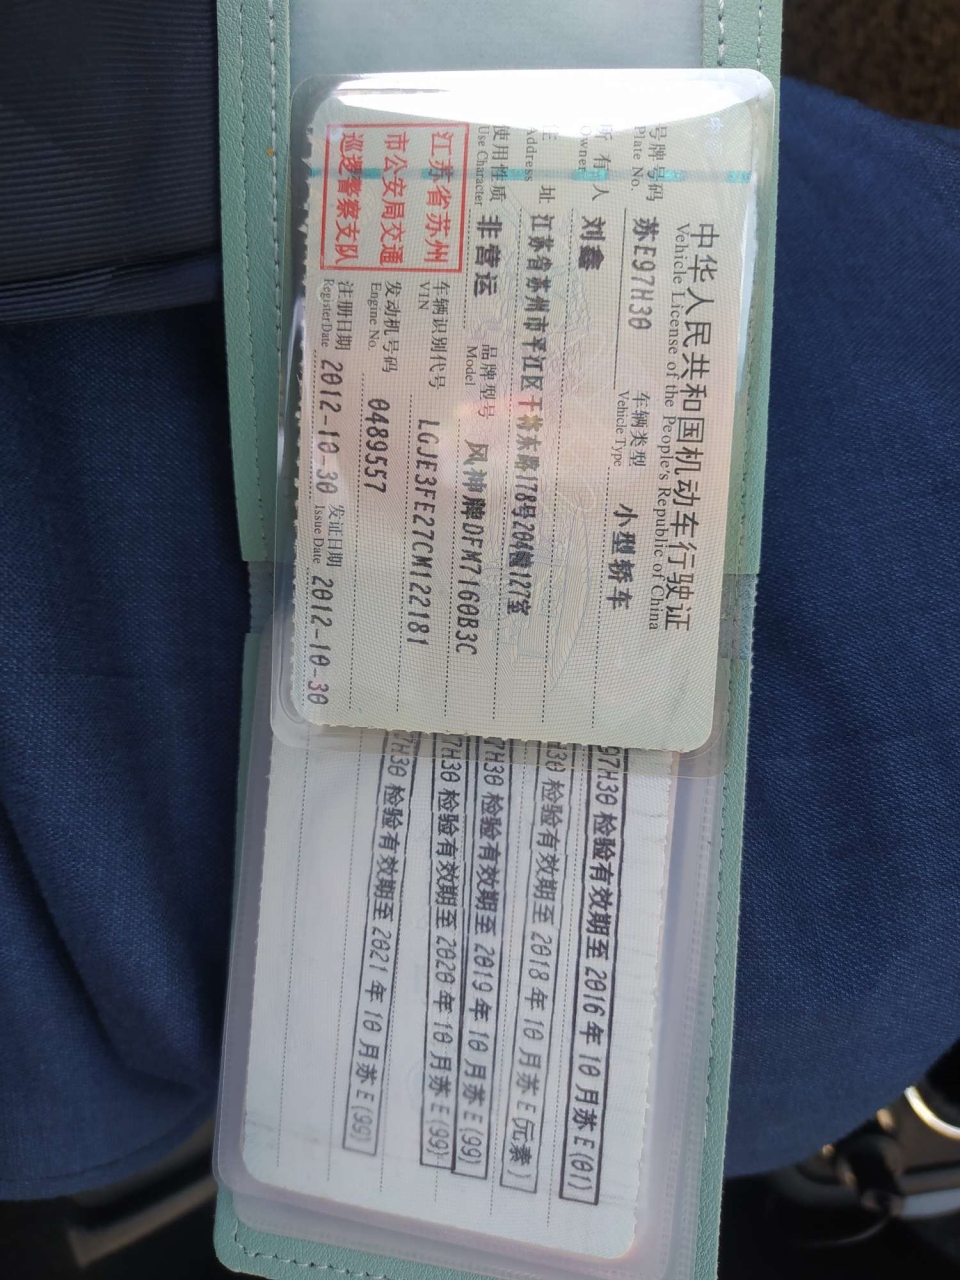 中华人民共和国机动车行驶证
Vehicle License of the People's Republic of China
号牌号码 苏E97H30 车辆类型 小型轿车
Plate No. Vehicle Type
所有人 刘鑫
Owner
住址 江苏省苏州市平江区干将东路178号204幢127室
Address
使用性质 非营运 品牌型号 风神牌DFM7160B3C
Use Character Model
江苏省苏州
市公安局交通
巡逻警察支队
车辆识别代号 LGJE3FE27CM122181
VIN
发动机号码 0489557
Engine No.
注册日期 2012-10-30 发证日期 2012-10-30
Register Date Issue Date
97H30 检验有效期至 2016 年 10 月苏 E(01)
H30 检验有效期至 2018 年 10 月苏 E(元泰)
7H30 检验有效期至 2019 年 10 月苏 E(99)
7H30 检验有效期至 2020 年 10 月苏 E(99)
7H30 检验有效期至 2021 年 10 月苏 E(99)